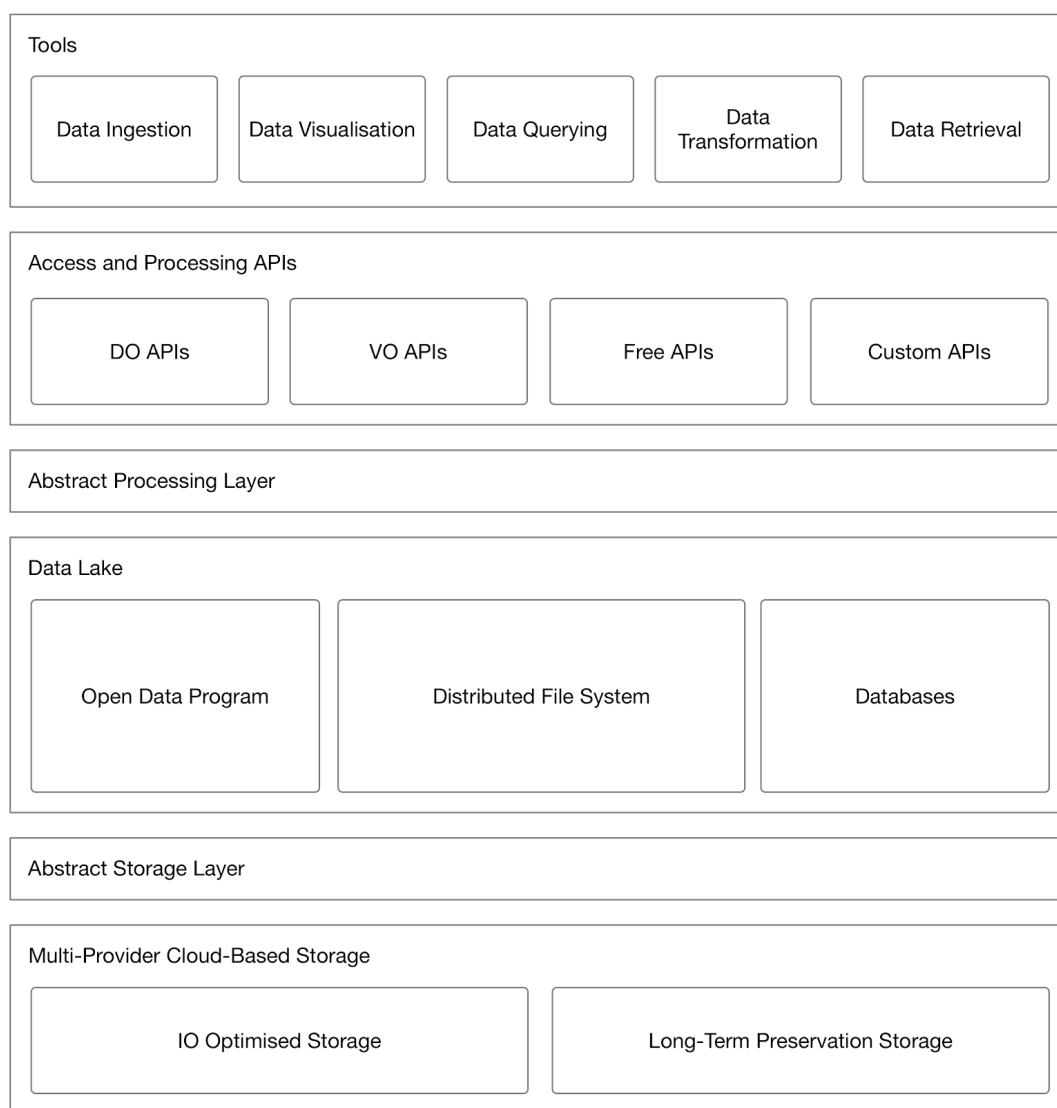 Tools
Data Ingestion
Data Visualisation
Data Querying
Data
Transformation
Data Retrieval
Access and Processing APIs
DO APIs
VO APIs
Free APIs
Custom APIs
Abstract Processing Layer
Data Lake
Open Data Program
Distributed File System
Databases
Abstract Storage Layer
Multi-Provider Cloud-Based Storage
IO Optimised Storage
Long-Term Preservation Storage